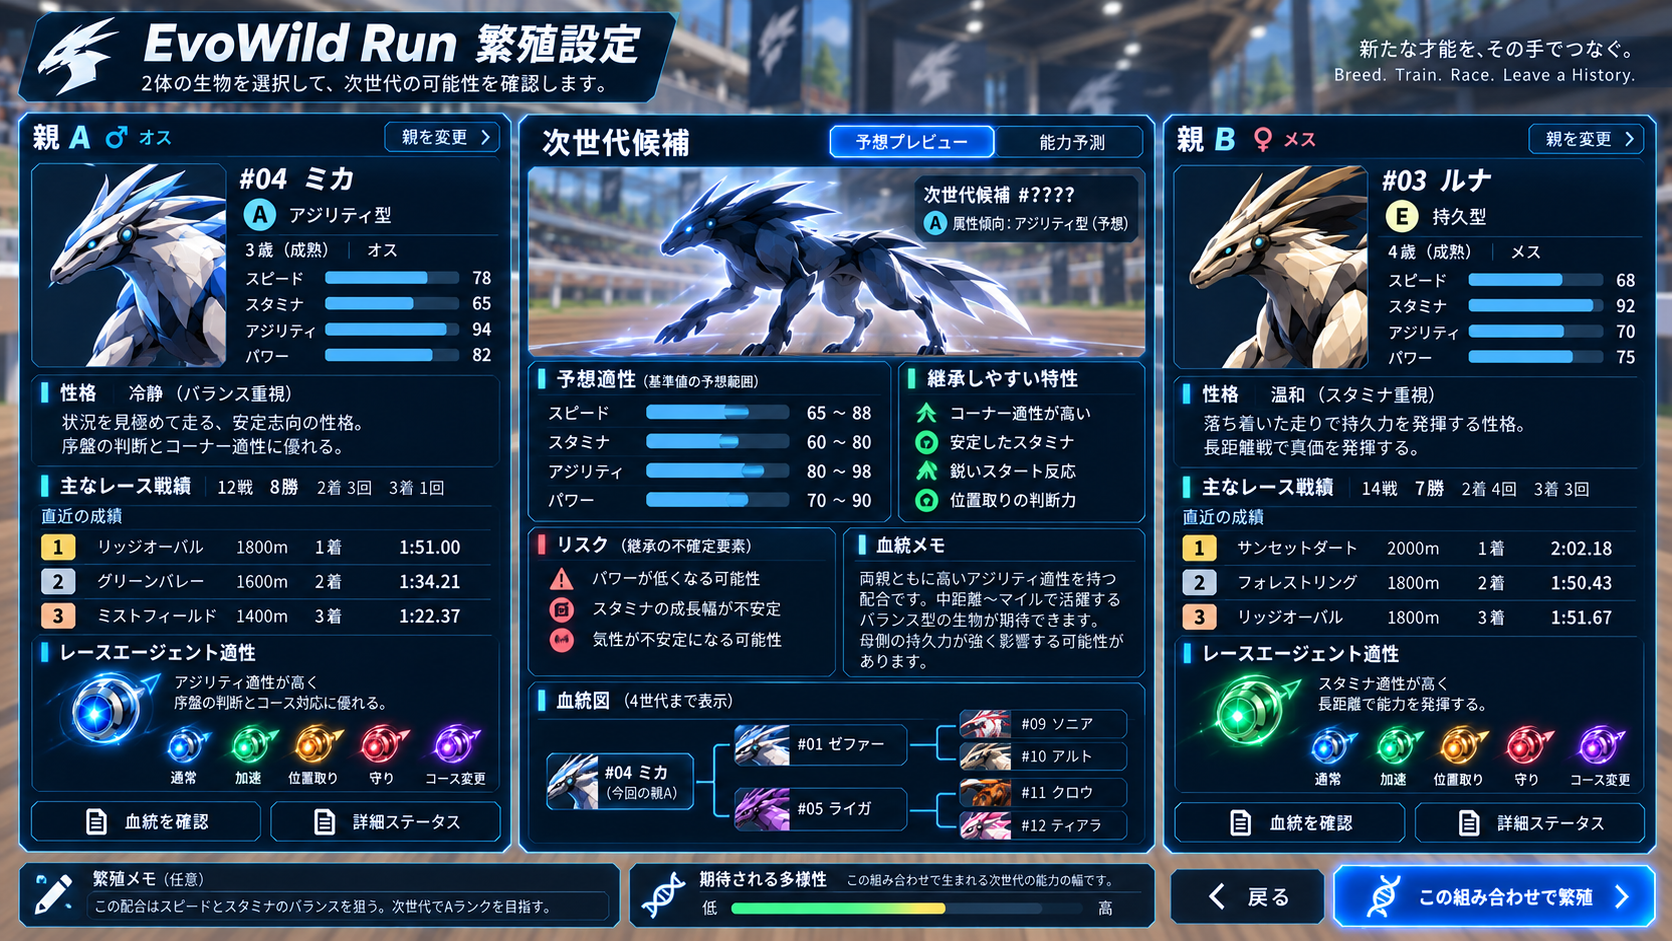 EvoWild Run 繁殖設定
2体の生物を選択して、次世代の可能性を確認します。
新たな才能を、その手でつなぐ。
Breed. Train. Race. Leave a History.
親 A ♂ オス
親を変更
#04 ミカ
A アジリティ型
3歳（成熟） オス
スピード 78
スタミナ 65
アジリティ 94
パワー 82
性格 冷静（バランス重視）
状況を見極めて走る、安定志向の性格。
序盤の判断とコーナー適性に優れる。
主なレース戦績 12戦 8勝 2着 3回 3着 1回
直近の成績
1 リッジオーバル 1800m 1着 1:51.00
2 グリーンバレー 1600m 2着 1:34.21
3 ミストフィールド 1400m 3着 1:22.37
レースエージェント適性
アジリティ適性が高く
序盤の判断とコース対応に優れる。
通常 加速 位置取り 守り コース変更
血統を確認 詳細ステータス
次世代候補
予想プレビュー 能力予測
次世代候補 #????
A 属性傾向：アジリティ型（予想）
予想適性（基準値の予想範囲）
スピード 65 ～ 88
スタミナ 60 ～ 80
アジリティ 80 ～ 98
パワー 70 ～ 90
継承しやすい特性
コーナー適性が高い
安定したスタミナ
鋭いスタート反応
位置取りの判断力
リスク（継承の不確定要素）
パワーが低くなる可能性
スタミナの成長幅が不安定
気性が不安定になる可能性
血統メモ
両親ともに高いアジリティ適性を持つ
配合です。中距離～マイルで活躍する
バランス型の生物が期待できます。
母側の持久力が強く影響する可能性が
あります。
血統図（4世代まで表示）
#04 ミカ
（今回の親A）
#01 ゼファー
#05 ライガ
#09 ソニア
#10 アルト
#11 クロウ
#12 ティアラ
親 B ♀ メス
親を変更
#03 ルナ
E 持久型
4歳（成熟） メス
スピード 68
スタミナ 92
アジリティ 70
パワー 75
性格 温和（スタミナ重視）
落ち着いた走りで持久力を発揮する性格。
長距離戦で真価を発揮する。
主なレース戦績 14戦 7勝 2着 4回 3着 3回
直近の成績
1 サンセットダート 2000m 1着 2:02.18
2 フォレストリング 1800m 2着 1:50.43
3 リッジオーバル 1800m 3着 1:51.67
レースエージェント適性
スタミナ適性が高く
長距離で能力を発揮する。
通常 加速 位置取り 守り コース変更
血統を確認 詳細ステータス
繁殖メモ（任意）
この配合はスピードとスタミナのバランスを狙う。次世代でAランクを目指す。
期待される多様性 この組み合わせで生まれる次世代の能力の幅です。
低 高
戻る
この組み合わせで繁殖